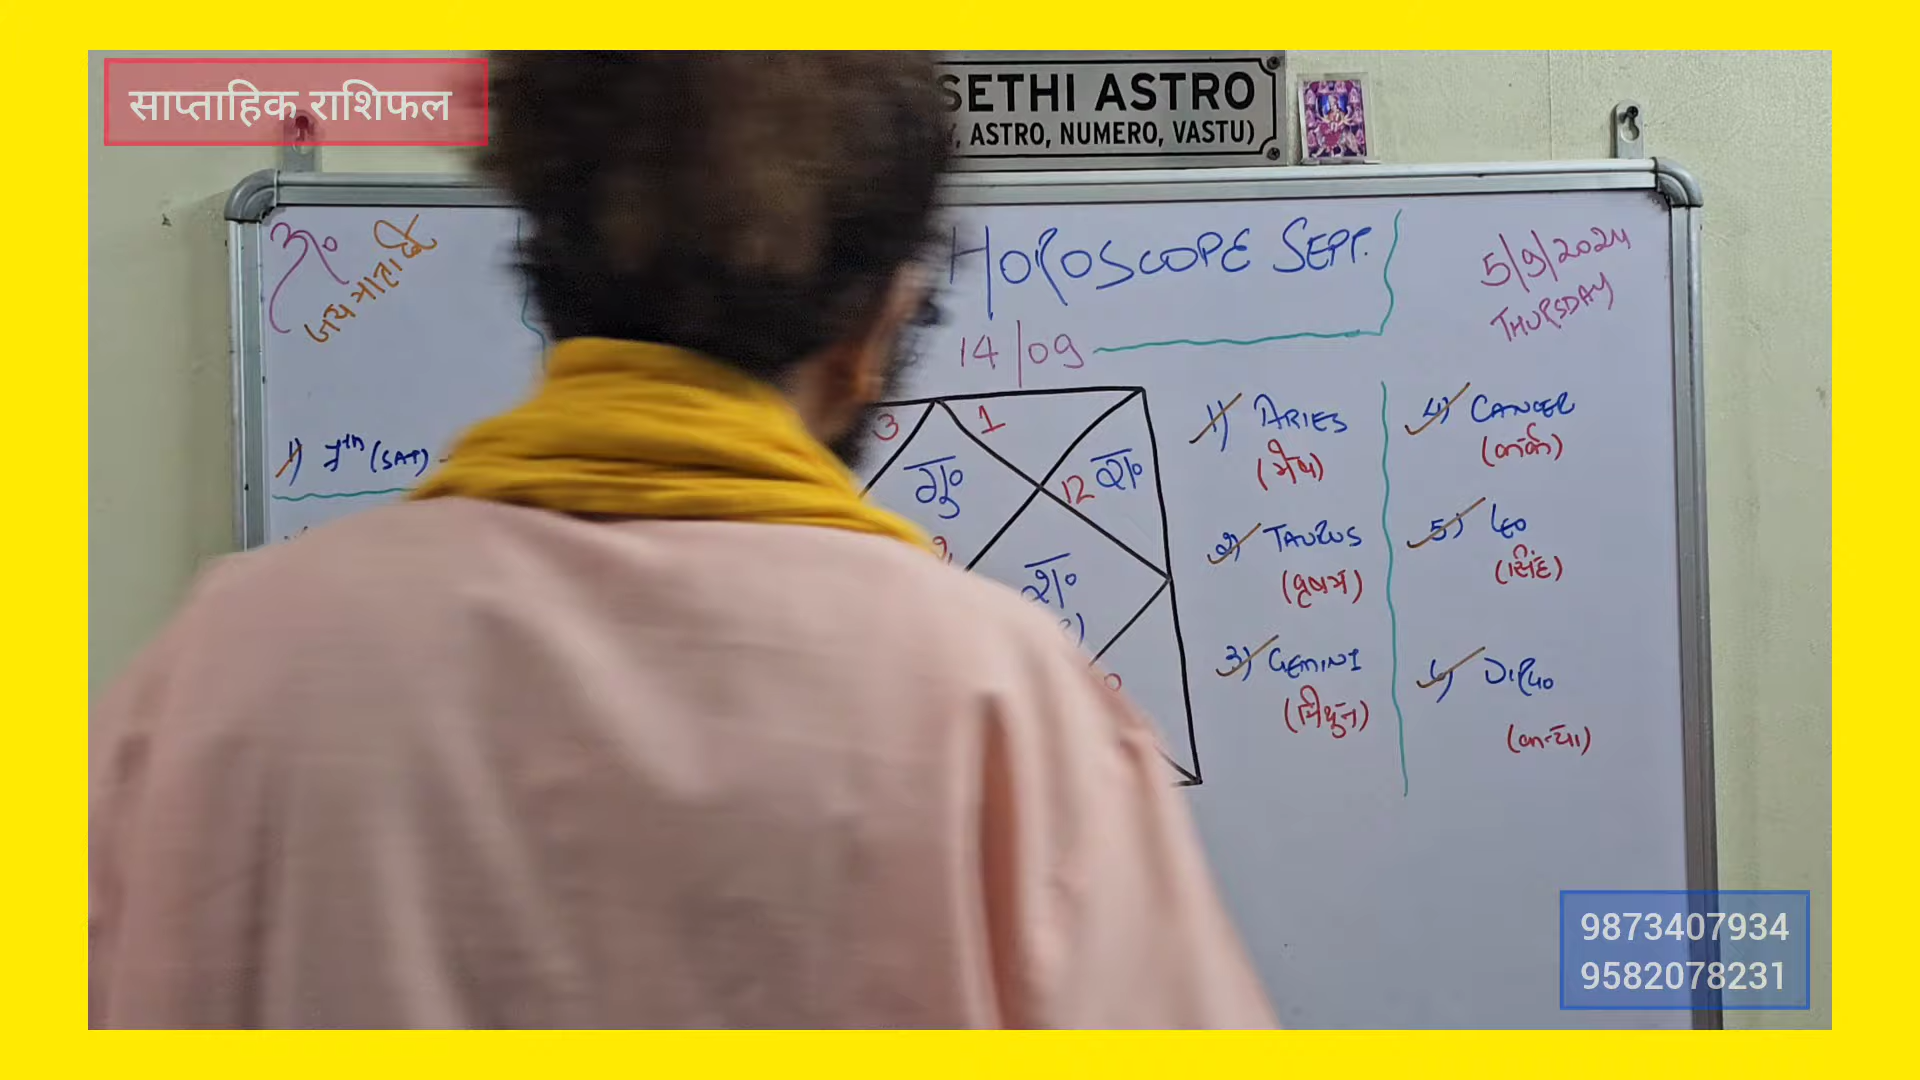 साप्ताहिक राशिफल
SETHI ASTRO
, ASTRO, NUMERO, VASTU)
ॐ
जय माता दी
HOROSCOPE SEPT.
14/09
5/9/2024
THURSDAY
1) 7th (SAT)
3
1
गु०
12
श०
1) ARIES
(मेष)
2) TAURUS
(वृषभ)
3) GEMINI
(मिथुन)
4) CANCER
(कर्क)
5) LEO
(सिंह)
6) VIRGO
(कन्या)
9873407934
9582078231